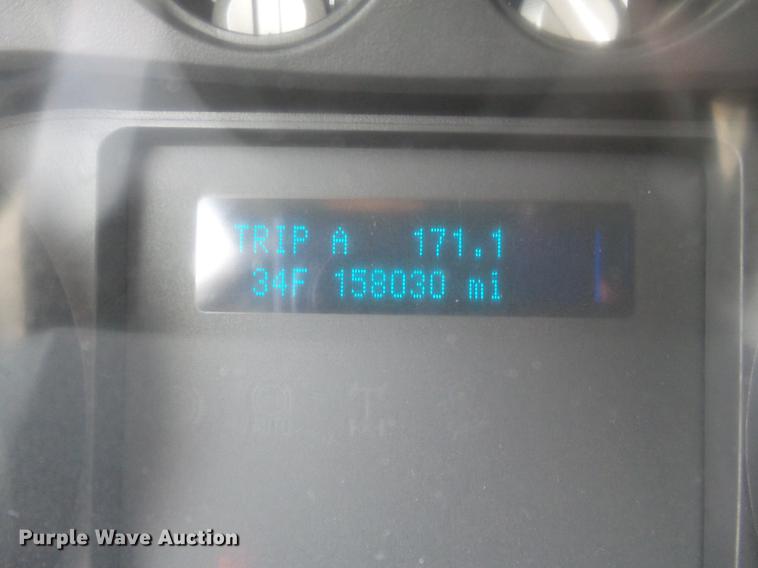 TRIP A 171.1
34F 158030 mi
Purple Wave Auction